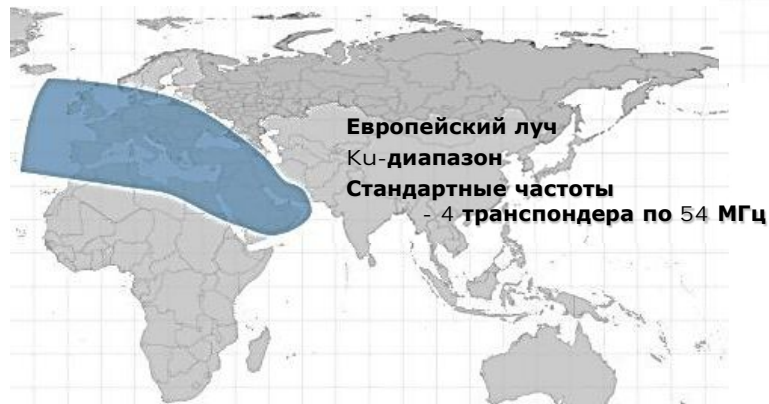 Европейский луч
Ku-диапазон
Стандартные частоты
- 4 транспондера по 54 МГц